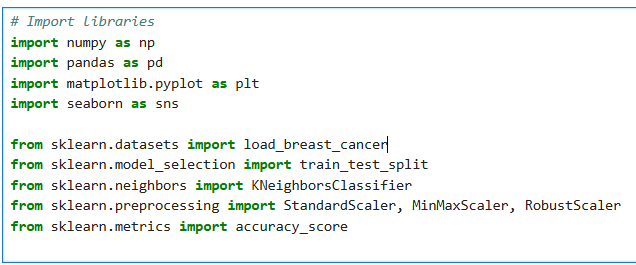 # Import libraries
import numpy as np
import pandas as pd
import matplotlib.pyplot as plt
import seaborn as sns
from sklearn.datasets import load_breast_cancer
from sklearn.model_selection import train_test_split
from sklearn.neighbors import KNeighborsClassifier
from sklearn.preprocessing import StandardScaler, MinMaxScaler, RobustScaler
from sklearn.metrics import accuracy_score